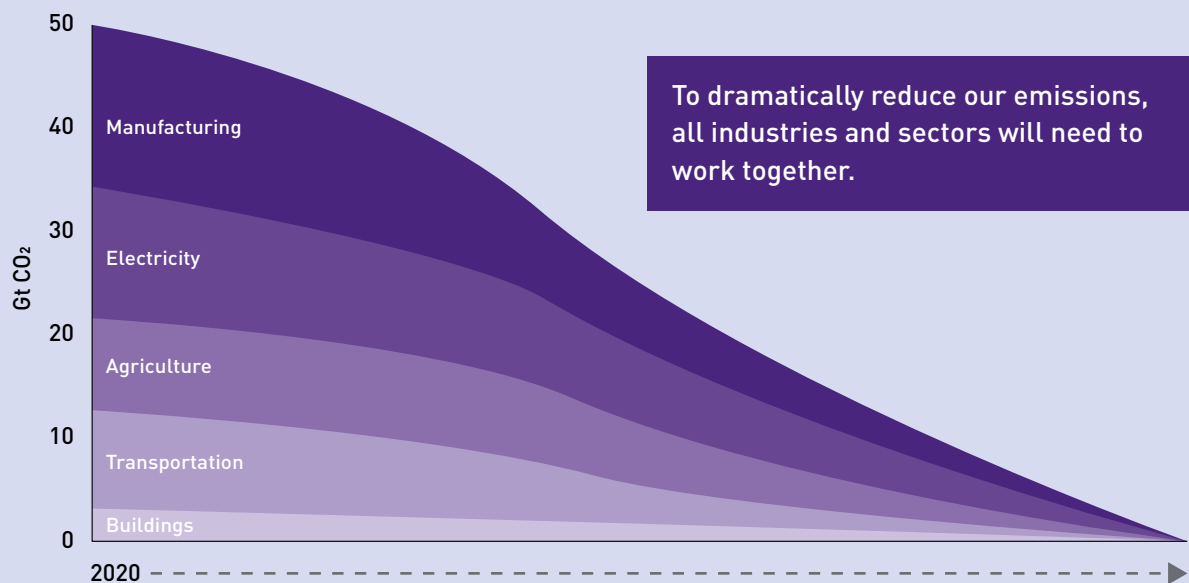 50
To dramatically reduce our emissions,
all industries and sectors will need to
work together.
40
Manufacturing
30
Electricity
Gt CO₂
20
Agriculture
10
Transportation
Buildings
0
2020